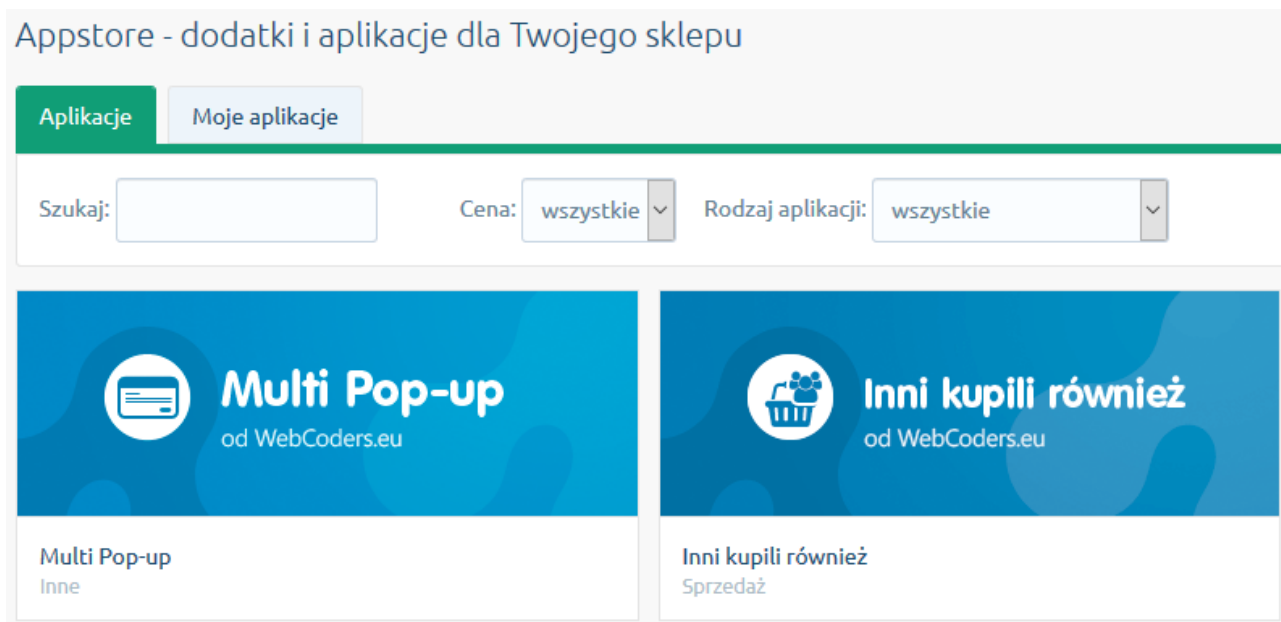 Appstore - dodatki i aplikacje dla Twojego sklepu
Aplikacje Moje aplikacje
Szukaj: Cena: wszystkie Rodzaj aplikacji: wszystkie
Multi Pop-up
od WebCoders.eu
Inni kupili również
od WebCoders.eu
Multi Pop-up
Inne
Inni kupili również
Sprzedaż